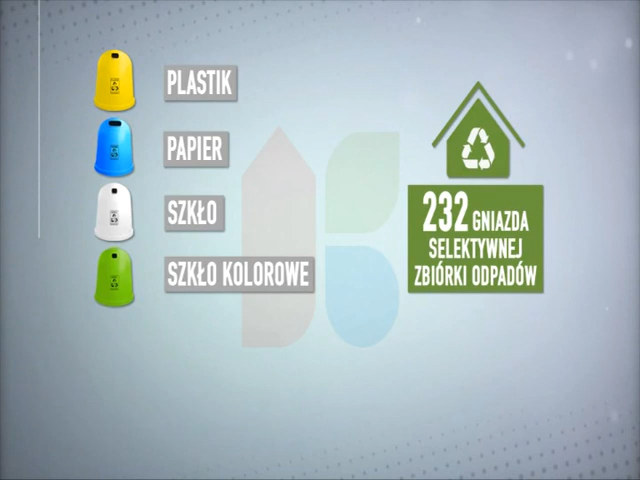 PLASTIK
PAPIER
SZKŁO
SZKŁO KOLOROWE
232 GNIAZDA
SELEKTYWNEJ
ZBIÓRKI ODPADÓW